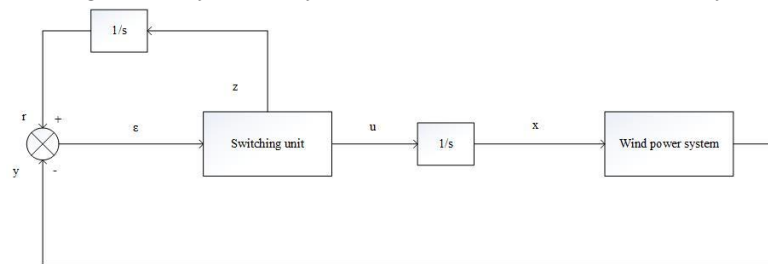 1/s
z
r
+
ε
Switching unit
u
1/s
x
Wind power system
y
-